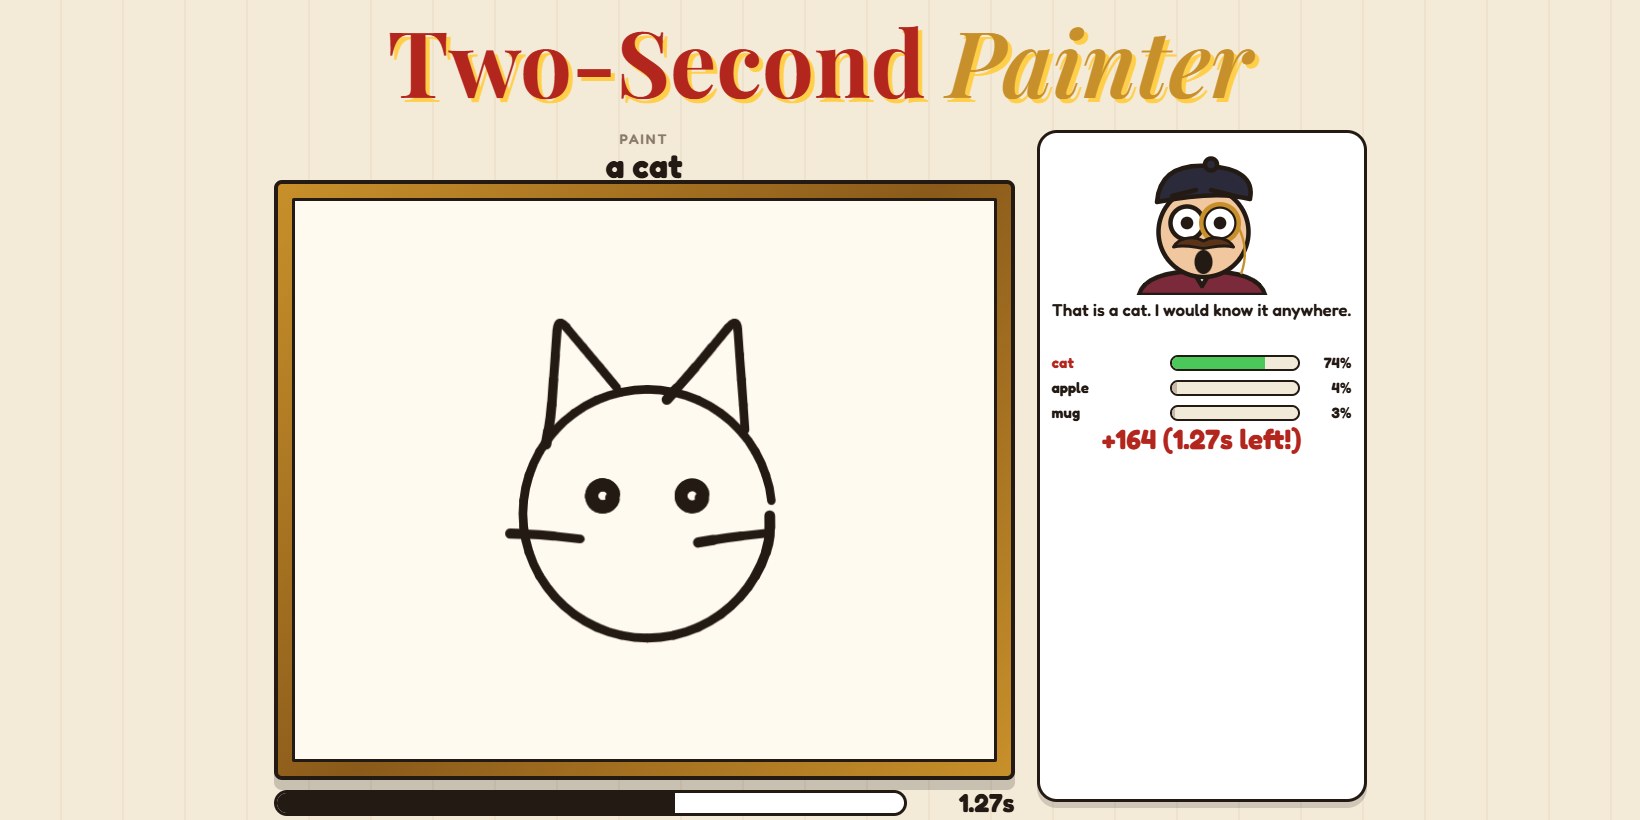 Two-Second Painter
PAINT
a cat
That is a cat. I would know it anywhere.
cat 74%
apple 4%
mug 3%
+164 (1.27s left!)
1.27s